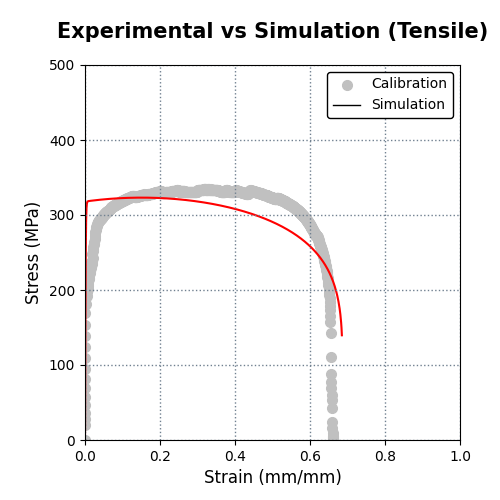 Experimental vs Simulation (Tensile)
500
400
300
200
100
0
Stress (MPa)
Calibration
Simulation
0.0 0.2 0.4 0.6 0.8 1.0
Strain (mm/mm)